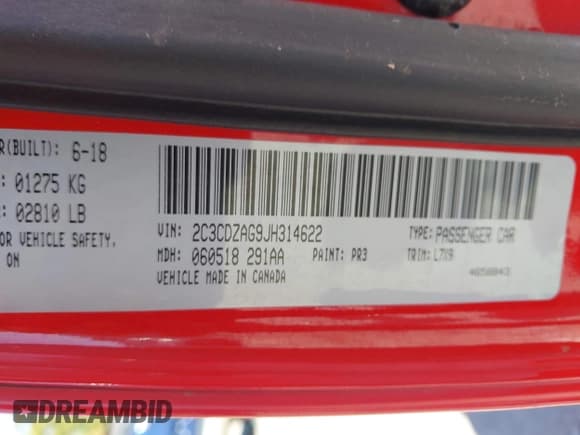 R(BUILT): 6-18
: 01275 KG
: 02810 LB
OR VEHICLE SAFETY,
ON
VIN: 2C3CDZAG9JH314622
TYPE: PASSENGER CAR
MDH: 060518 291AA PAINT: PR3 TRIM: L7X9
VEHICLE MADE IN CANADA
DREAMBID